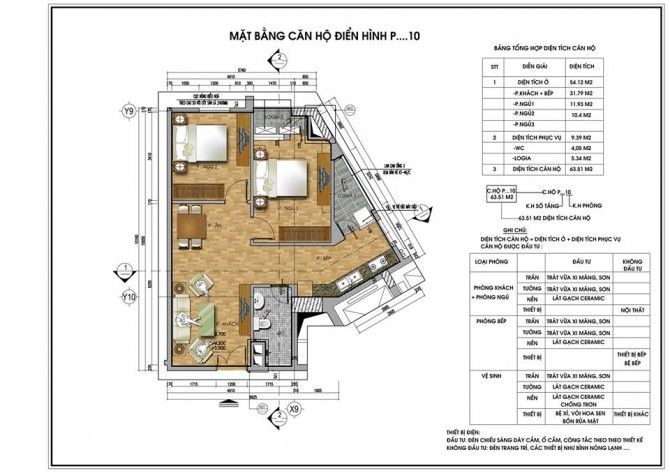 MẶT BẰNG CĂN HỘ ĐIỂN HÌNH P....10
BẢNG TỔNG HỢP DIỆN TÍCH CĂN HỘ
STT DIỄN GIẢI DIỆN TÍCH
1 DIỆN TÍCH Ở 54.12 M2
-P.KHÁCH + BẾP 31.79 M2
-P.NGỦ1 11.93 M2
-P.NGỦ2 10.4 M2
-P.NGỦ3
2 DIỆN TÍCH PHỤC VỤ 9.39 M2
-WC 4,05 M2
-LOGIA 5.34 M2
3 DIỆN TÍCH CĂN HỘ 63.51 M2
C.HỘ P...10
63.51 M2
C.HỘ P...10
K.H SỐ TẦNG
K.H PHÒNG
63.51 M2 DIỆN TÍCH CĂN HỘ
GHI CHÚ:
DIỆN TÍCH CĂN HỘ = DIỆN TÍCH Ở + DIỆN TÍCH PHỤC VỤ
CĂN HỘ ĐƯỢC ĐẦU TƯ :
LOẠI PHÒNG ĐẦU TƯ KHÔNG ĐẦU TƯ
PHÒNG KHÁCH + PHÒNG NGỦ
TRẦN TRÁT VỮA XI MĂNG, SƠN
TƯỜNG TRÁT VỮA XI MĂNG, SƠN
NỀN LÁT GẠCH CERAMIC
THIẾT BỊ NỘI THẤT
PHÒNG BẾP TRẦN TRÁT VỮA XI MĂNG, SƠN
TƯỜNG TRÁT VỮA XI MĂNG, SƠN
NỀN LÁT GẠCH CERAMIC
THIẾT BỊ THIẾT BỊ BẾP
BỆ BẾP
VỆ SINH TRẦN TRÁT VỮA XI MĂNG, SƠN
TƯỜNG LÁT GẠCH CERAMIC
NỀN LÁT GẠCH CERAMIC
CHỐNG TRƠN
THIẾT BỊ BỆ XÍ, VÒI HOA SEN
BỒN RỬA MẶT
THIẾT BỊ KHÁC
THIẾT BỊ ĐIỆN:
ĐẦU TƯ: ĐÈN CHIẾU SÁNG DÂY CẮM, Ổ CẮM, CÔNG TẮC THEO THEO THIẾT KẾ
KHÔNG ĐẦU TƯ: ĐÈN TRANG TRÍ, CÁC THIẾT BỊ NHƯ BÌNH NÓNG LẠNH ....
2
Y9
LOGIA 2
P.NGỦ 2
P.NGỦ 1
P. ĂN
P. BẾP
1
1
Y10
P. KHÁCH
WC
1715 1200
X9
2